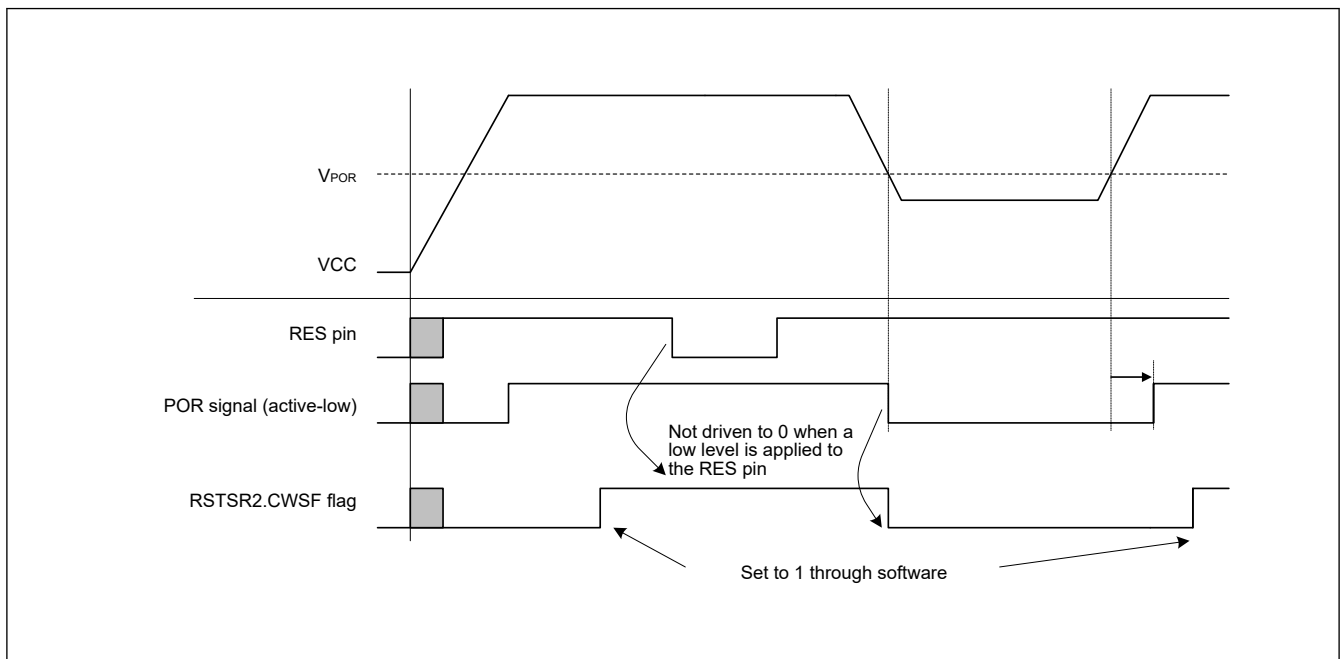 VPOR
VCC
RES pin
POR signal (active-low)
Not driven to 0 when a
low level is applied to
the RES pin
RSTSR2.CWSF flag
Set to 1 through software